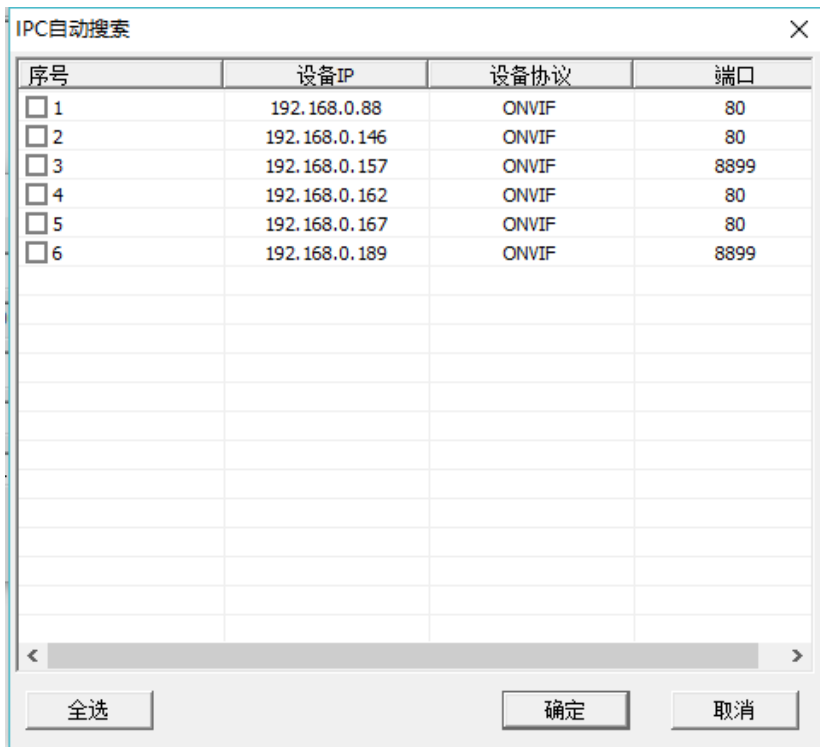 IPC自动搜索
序号 设备IP 设备协议 端口
1 192.168.0.88 ONVIF 80
2 192.168.0.146 ONVIF 80
3 192.168.0.157 ONVIF 8899
4 192.168.0.162 ONVIF 80
5 192.168.0.167 ONVIF 80
6 192.168.0.189 ONVIF 8899
全选 确定 取消